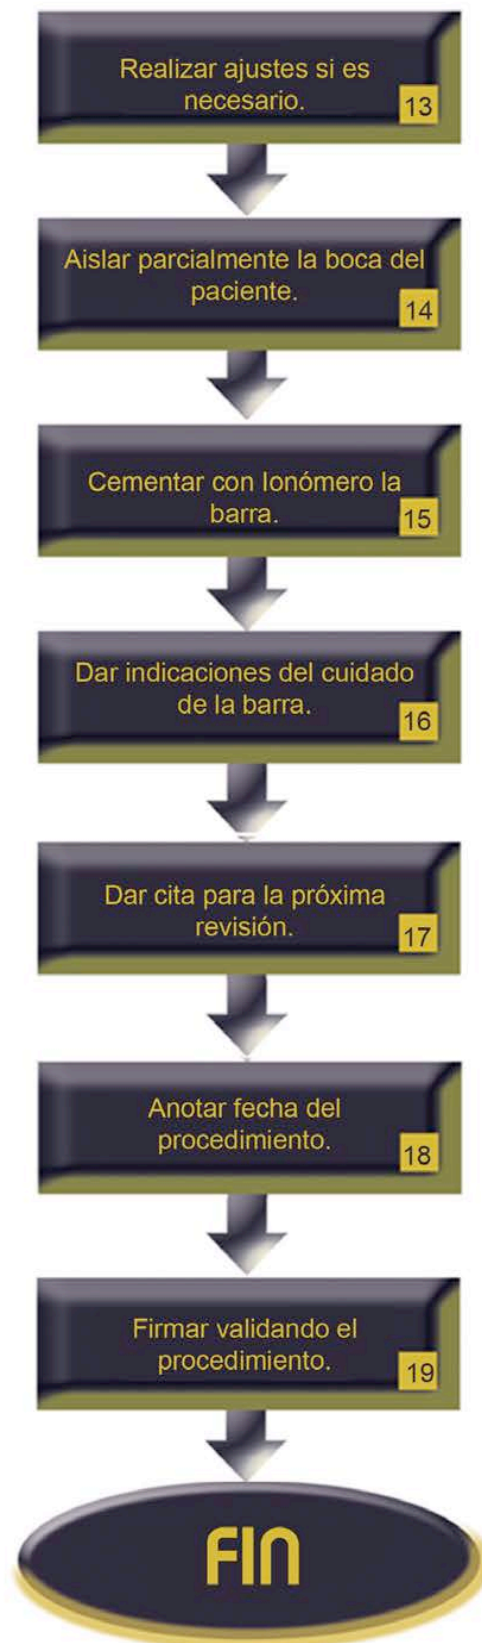 Realizar ajustes si es
necesario.
13
Aislar parcialmente la boca del
paciente.
14
Cementar con Ionómero la
barra.
15
Dar indicaciones del cuidado
de la barra.
16
Dar cita para la próxima
revisión.
17
Anotar fecha del
procedimiento.
18
Firmar validando el
procedimiento.
19
FIN